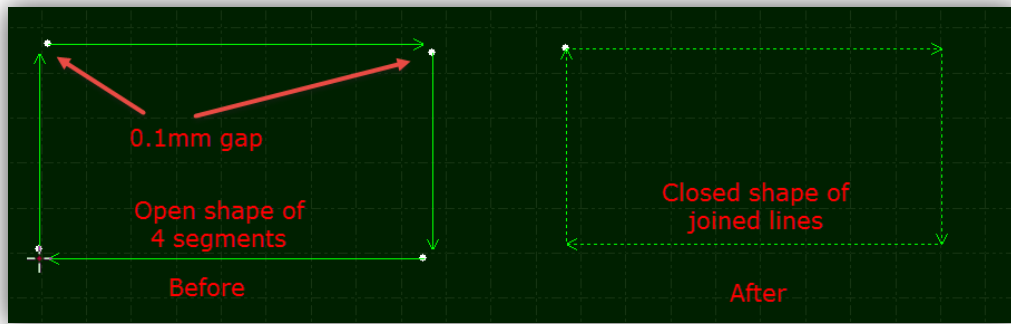 0.1mm gap
Open shape of
4 segments
Before
Closed shape of
joined lines
After